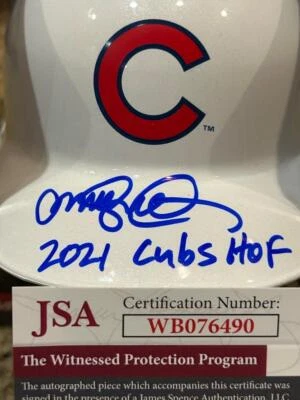 C
TM
2021 Cubs HOF
JSA
Certification Number:
WB076490
The Witnessed Protection Program
The autographed piece which accompanies this certificate was
signed in the presence of a James Spence Authentication, LLC